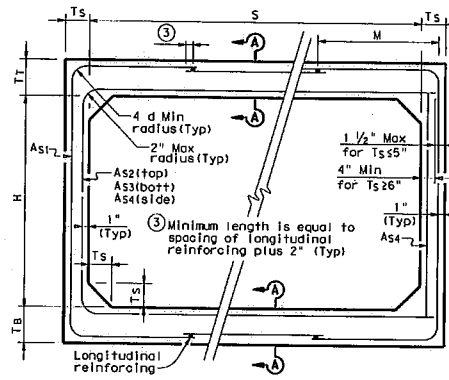 TS
S
TS
3
A
M
TT
A
4 d Min
radius(Typ)
2" Max
radius(Typ)
1 1/2" Max
for TS≤5"
AS1
AS2(top)
AS3(bott)
AS4(side)
4" Min
for TS≥6"
H
1"
(Typ)
3 Minimum length is equal to
spacing of longitudinal
reinforcing plus 2" (Typ)
1"
(Typ)
AS4
TS
TS
A
TB
Longitudinal
reinforcing
A